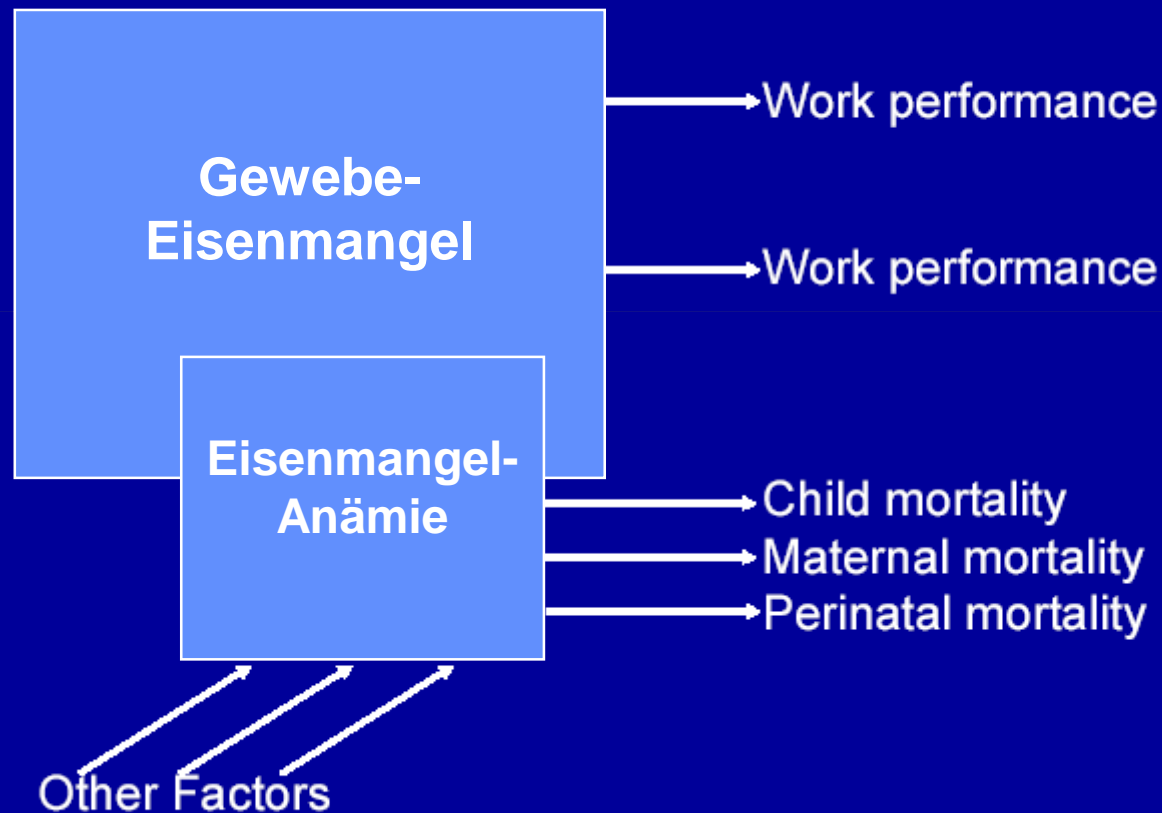 Work performance
Gewebe-
Eisenmangel
Work performance
Eisenmangel-
Anämie
Child mortality
Maternal mortality
Perinatal mortality
Other Factors